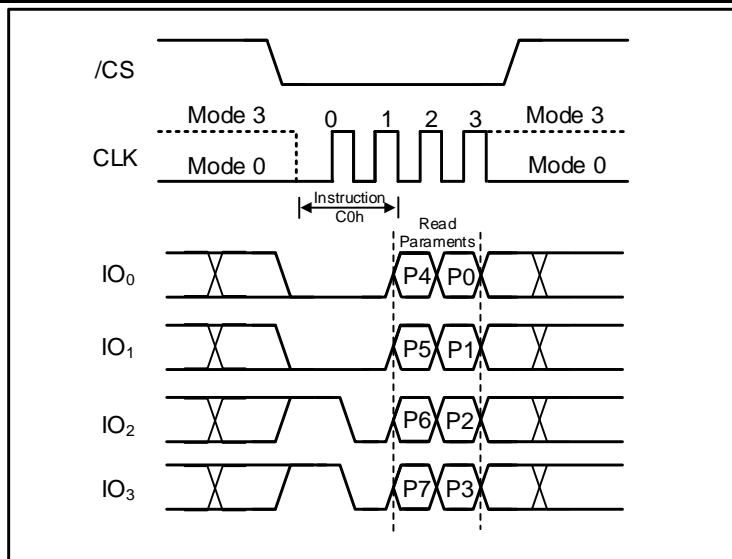 /CS
Mode 3 0 1 2 3 Mode 3
CLK
Mode 0 Mode 0
Instruction
C0h
Read
Paraments
IO0 P4 P0
IO1 P5 P1
IO2 P6 P2
IO3 P7 P3